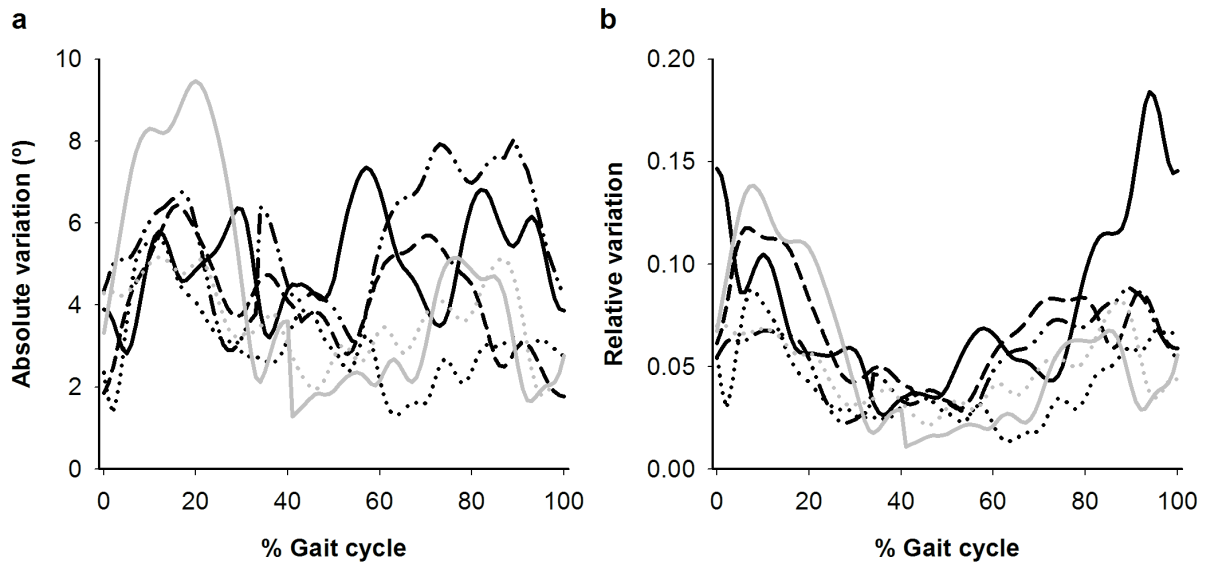 a
b
10
8
6
4
2
0
Absolute variation (º)
0 20 40 60 80 100
% Gait cycle
0.20
0.15
0.10
0.05
0.00
Relative variation
0 20 40 60 80 100
% Gait cycle